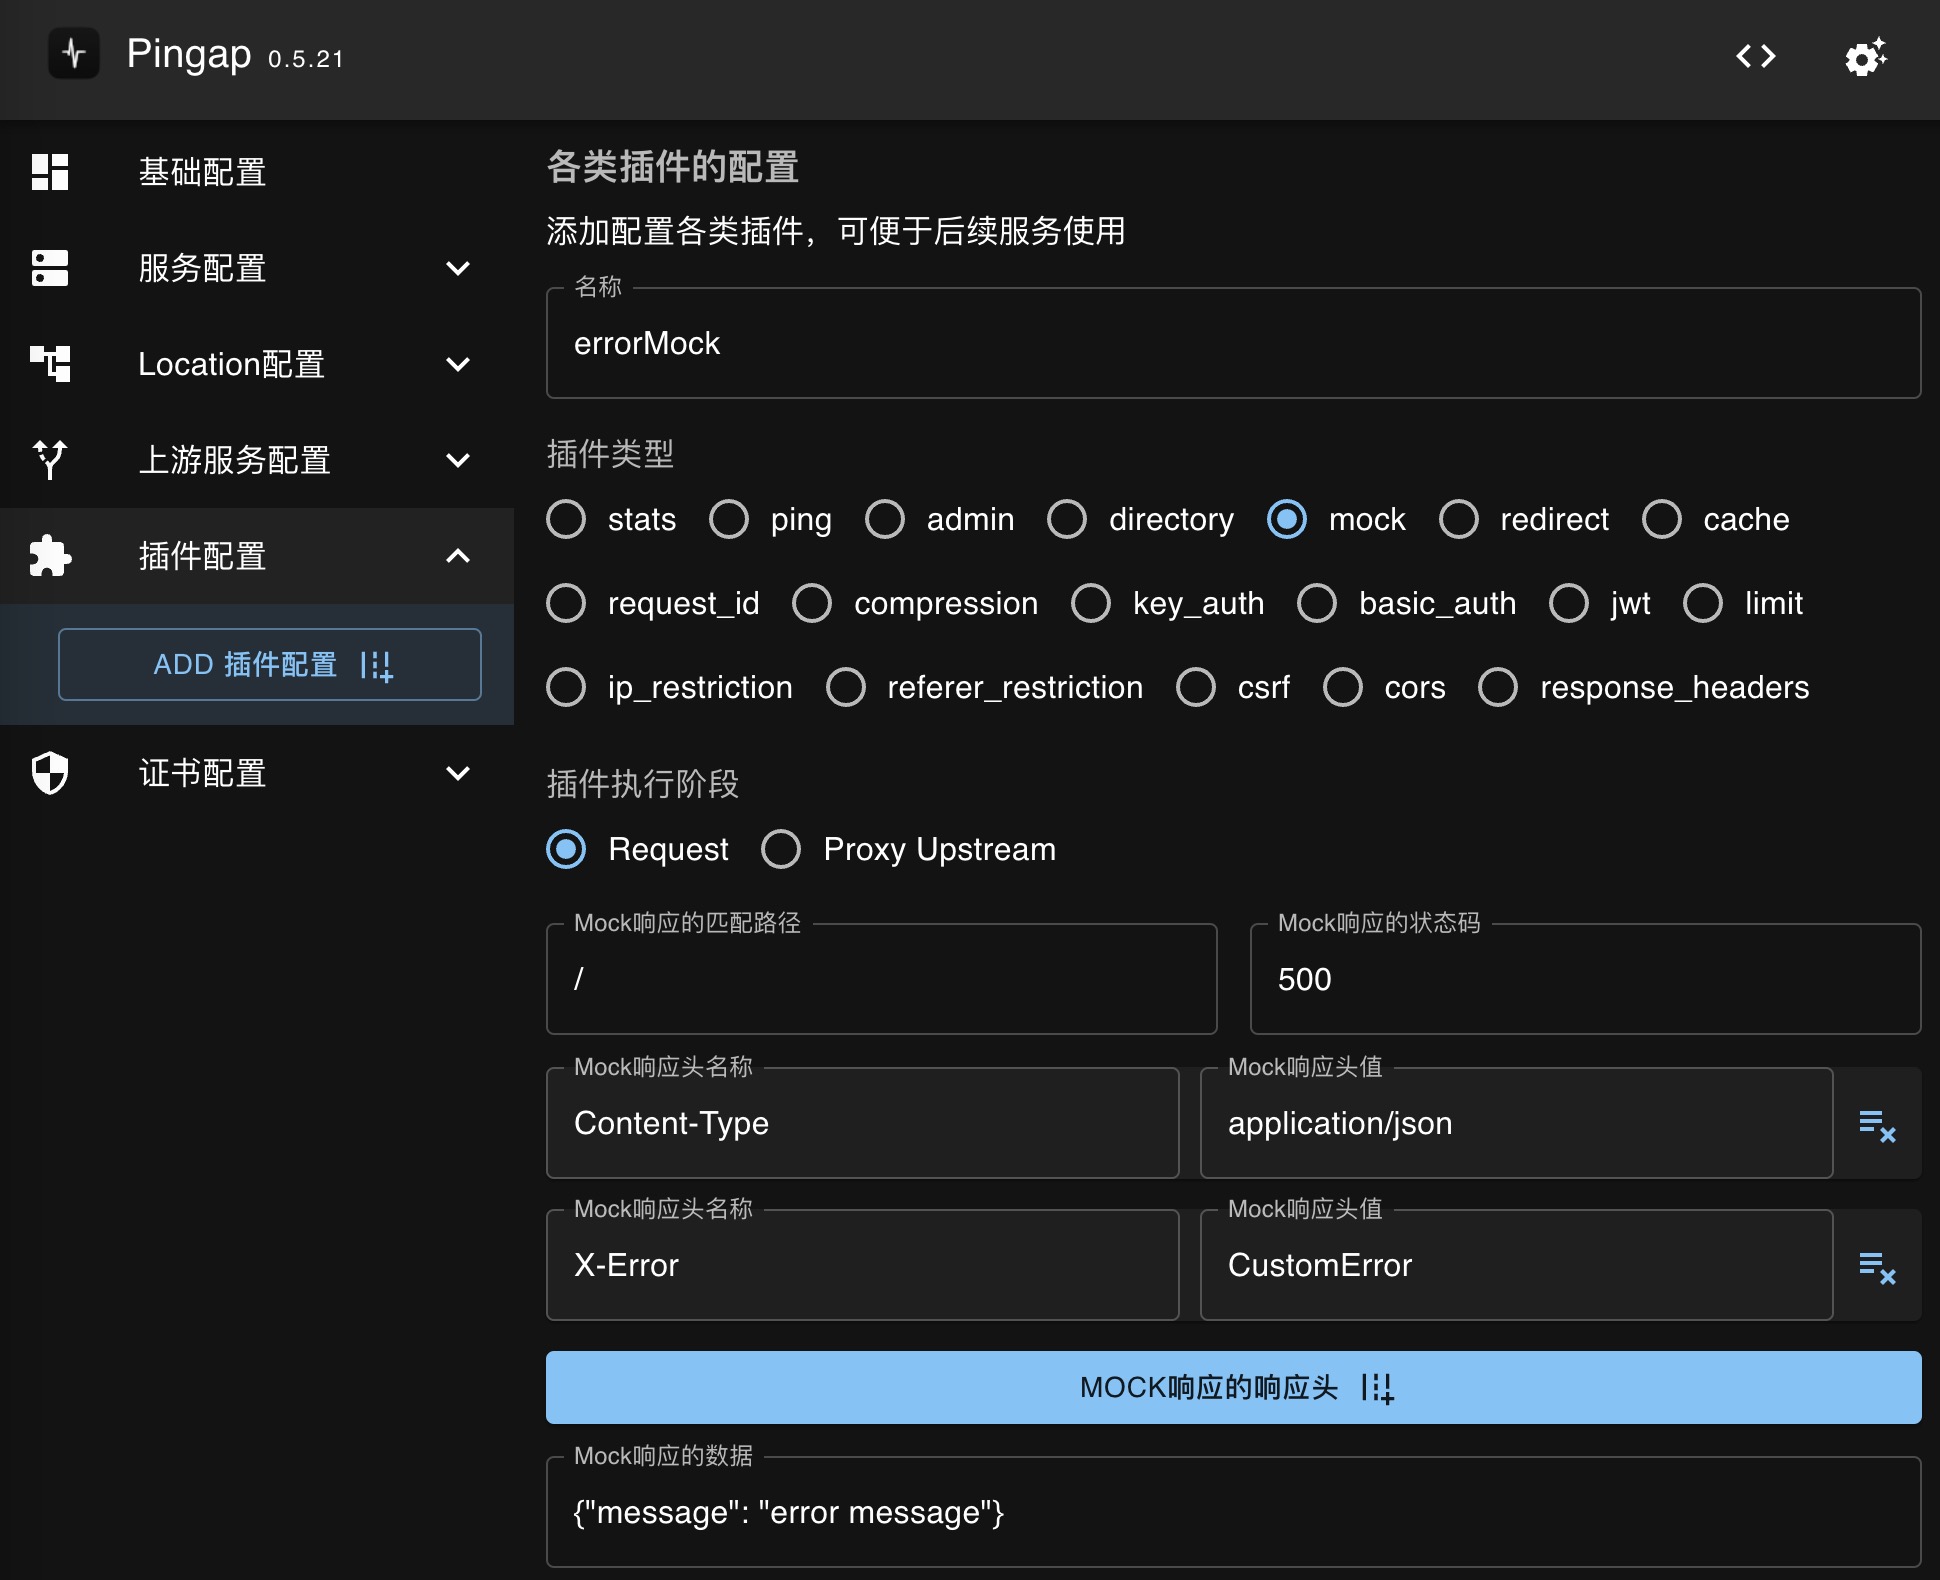 Pingap 0.5.21
基础配置
服务配置
Location配置
上游服务配置
插件配置
ADD 插件配置
证书配置
各类插件的配置
添加配置各类插件，可便于后续服务使用
名称
errorMock
插件类型
stats ping admin directory mock redirect cache
request_id compression key_auth basic_auth jwt limit
ip_restriction referer_restriction csrf cors response_headers
插件执行阶段
Request Proxy Upstream
Mock响应的匹配路径 Mock响应的状态码
/ 500
Mock响应头名称 Mock响应头值
Content-Type application/json
Mock响应头名称 Mock响应头值
X-Error CustomError
MOCK响应的响应头
Mock响应的数据
{"message": "error message"}